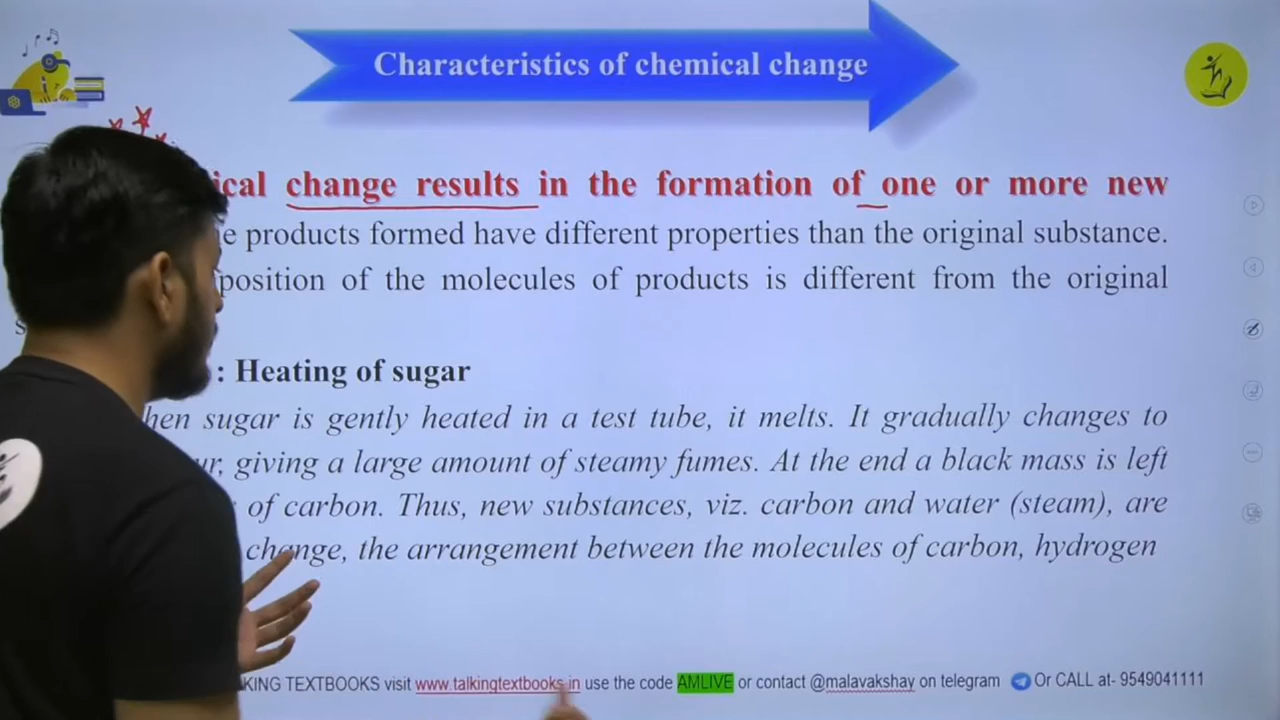 Characteristics of chemical change
ical change results in the formation of one or more new
e products formed have different properties than the original substance.
position of the molecules of products is different from the original
s
: Heating of sugar
hen sugar is gently heated in a test tube, it melts. It gradually changes to
ur, giving a large amount of steamy fumes. At the end a black mass is left
of carbon. Thus, new substances, viz. carbon and water (steam), are
change, the arrangement between the molecules of carbon, hydrogen
KING TEXTBOOKS visit www.talkingtextbooks.in use the code AMLIVE or contact @malavakshay on telegram Or CALL at- 9549041111